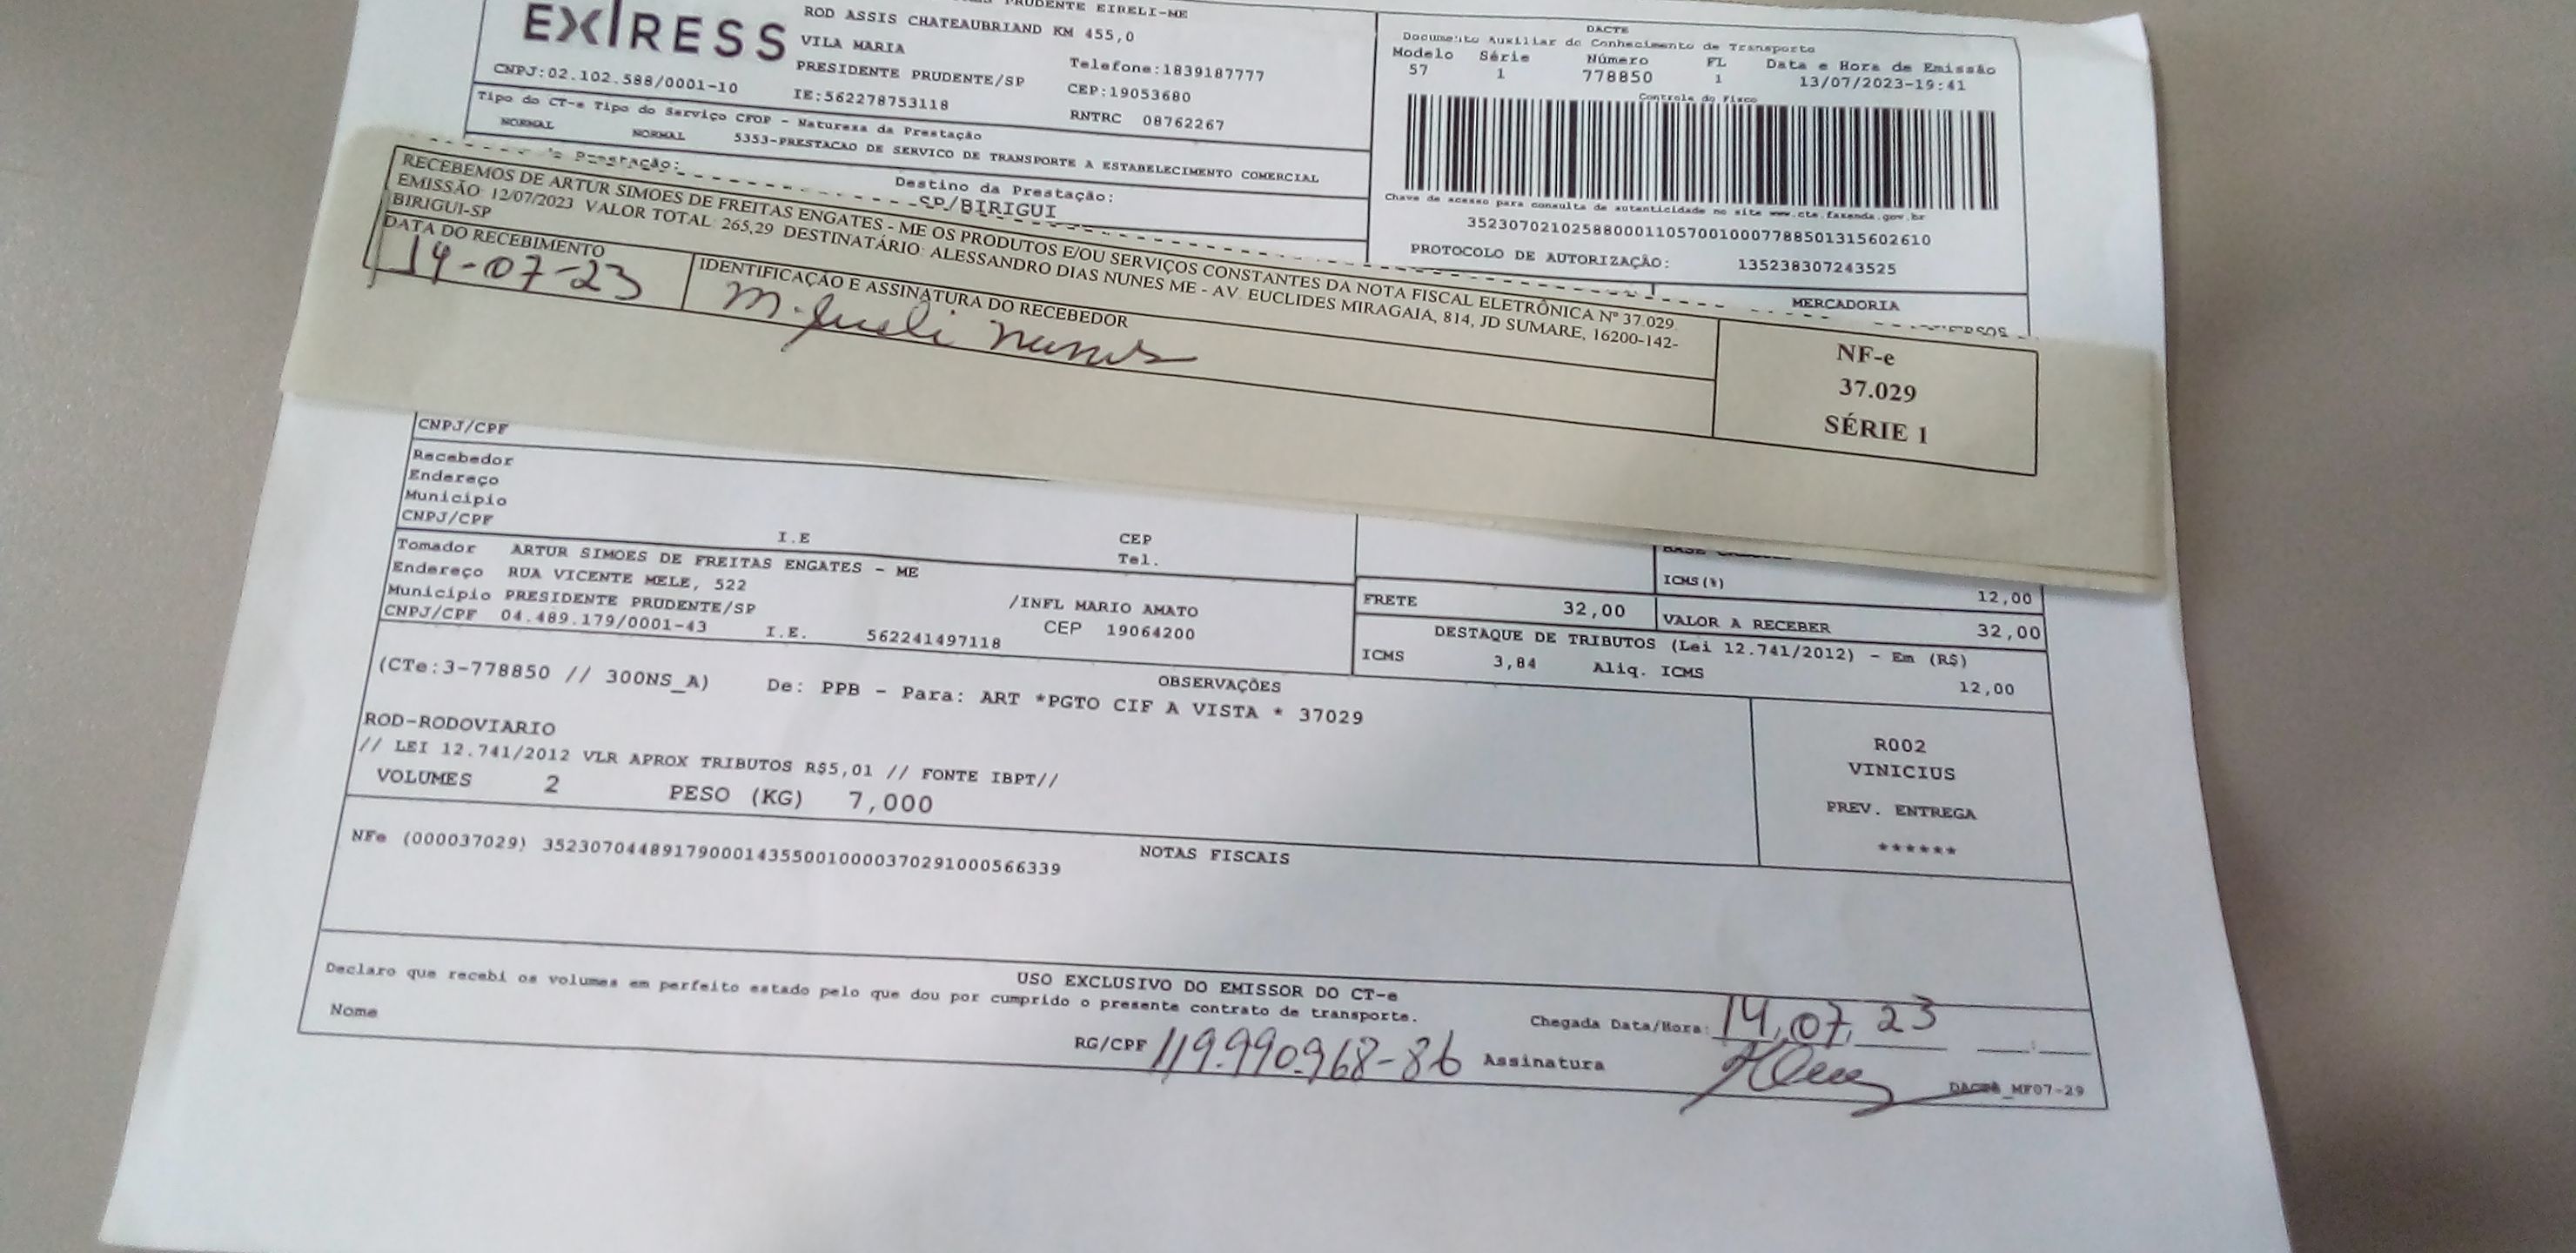 PRUDENTE EIRELI-ME
EXPRESS
ROD ASSIS CHATEAUBRIAND KM 455,0
VILA MARIA
PRESIDENTE PRUDENTE/SP
Telefone:1839187777
CNPJ:02.102.588/0001-10
IE:562278753118
CEP:19053680
RNTRC 08762267
Tipo do CT-e Tipo do Serviço CFOP - Natureza da Prestação
NORMAL NORMAL 5353-PRESTACAO DE SERVICO DE TRANSPORTE A ESTABELECIMENTO COMERCIAL
Prestação:
Destino da Prestação:
SP/BIRIGUI
DACTE
Documento Auxiliar do Conhecimento de Transporte
Modelo Série Número FL Data e Hora de Emissão
57 1 778850 1 13/07/2023-19:41
Controle do Fisco
Chave de acesso para consulta de autenticidade no site www.cte.fazenda.gov.br
35230702102588000110570010007788501315602610
PROTOCOLO DE AUTORIZAÇÃO: 135238307243525
MERCADORIA
RECEBEMOS DE ARTUR SIMOES DE FREITAS ENGATES - ME OS PRODUTOS E/OU SERVIÇOS CONSTANTES DA NOTA FISCAL ELETRÔNICA Nº 37.029.
EMISSÃO: 12/07/2023 VALOR TOTAL: 265,29 DESTINATÁRIO: ALESSANDRO DIAS NUNES ME - AV. EUCLIDES MIRAGAIA, 814, JD SUMARE, 16200-142-
BIRIGUI-SP
DATA DO RECEBIMENTO
14-07-23
IDENTIFICAÇÃO E ASSINATURA DO RECEBEDOR
M. Sueli Nunes
NF-e
37.029
SÉRIE 1
CNPJ/CPF
Recebedor
Endereço
Município
CNPJ/CPF
I.E
CEP
Tel.
Tomador ARTUR SIMOES DE FREITAS ENGATES - ME
Endereço RUA VICENTE MELE, 522
Município PRESIDENTE PRUDENTE/SP
/INFL MARIO AMATO
CNPJ/CPF 04.489.179/0001-43 I.E. 562241497118 CEP 19064200
ICMS(%) 12,00
FRETE 32,00 VALOR A RECEBER 32,00
DESTAQUE DE TRIBUTOS (Lei 12.741/2012) - Em (R$)
ICMS 3,84 Aliq. ICMS 12,00
OBSERVAÇÕES
(CTe:3-778850 // 300NS_A) De: PPB - Para: ART *PGTO CIF A VISTA * 37029
ROD-RODOVIARIO
// LEI 12.741/2012 VLR APROX TRIBUTOS R$5,01 // FONTE IBPT//
VOLUMES 2 PESO (KG) 7,000
R002
VINICIUS
PREV. ENTREGA
******
NOTAS FISCAIS
NFe (000037029) 35230704489179000143550010000370291000566339
USO EXCLUSIVO DO EMISSOR DO CT-e
Declaro que recebi os volumes em perfeito estado pelo que dou por cumprido o presente contrato de transporte.
Chegada Data/Hora: 14,07,23
Nome
RG/CPF 119.990.968-86 Assinatura
DACTE_MF07-29